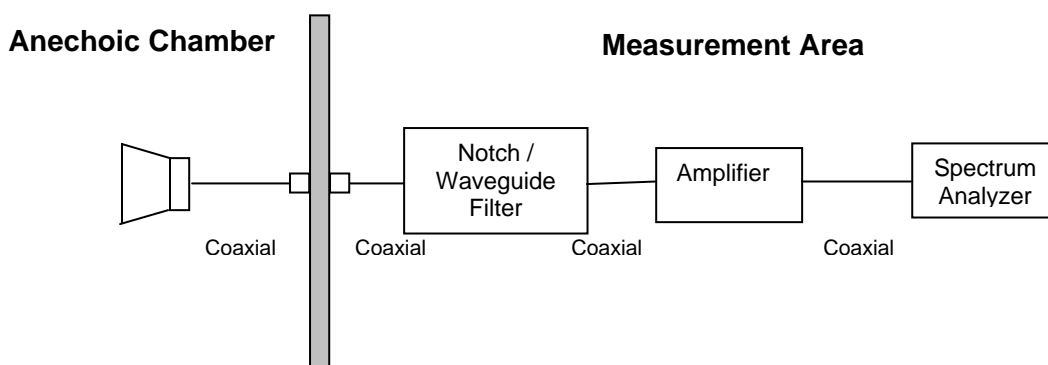 Anechoic Chamber
Measurement Area
Notch /
Waveguide
Filter
Amplifier
Spectrum
Analyzer
Coaxial
Coaxial
Coaxial
Coaxial